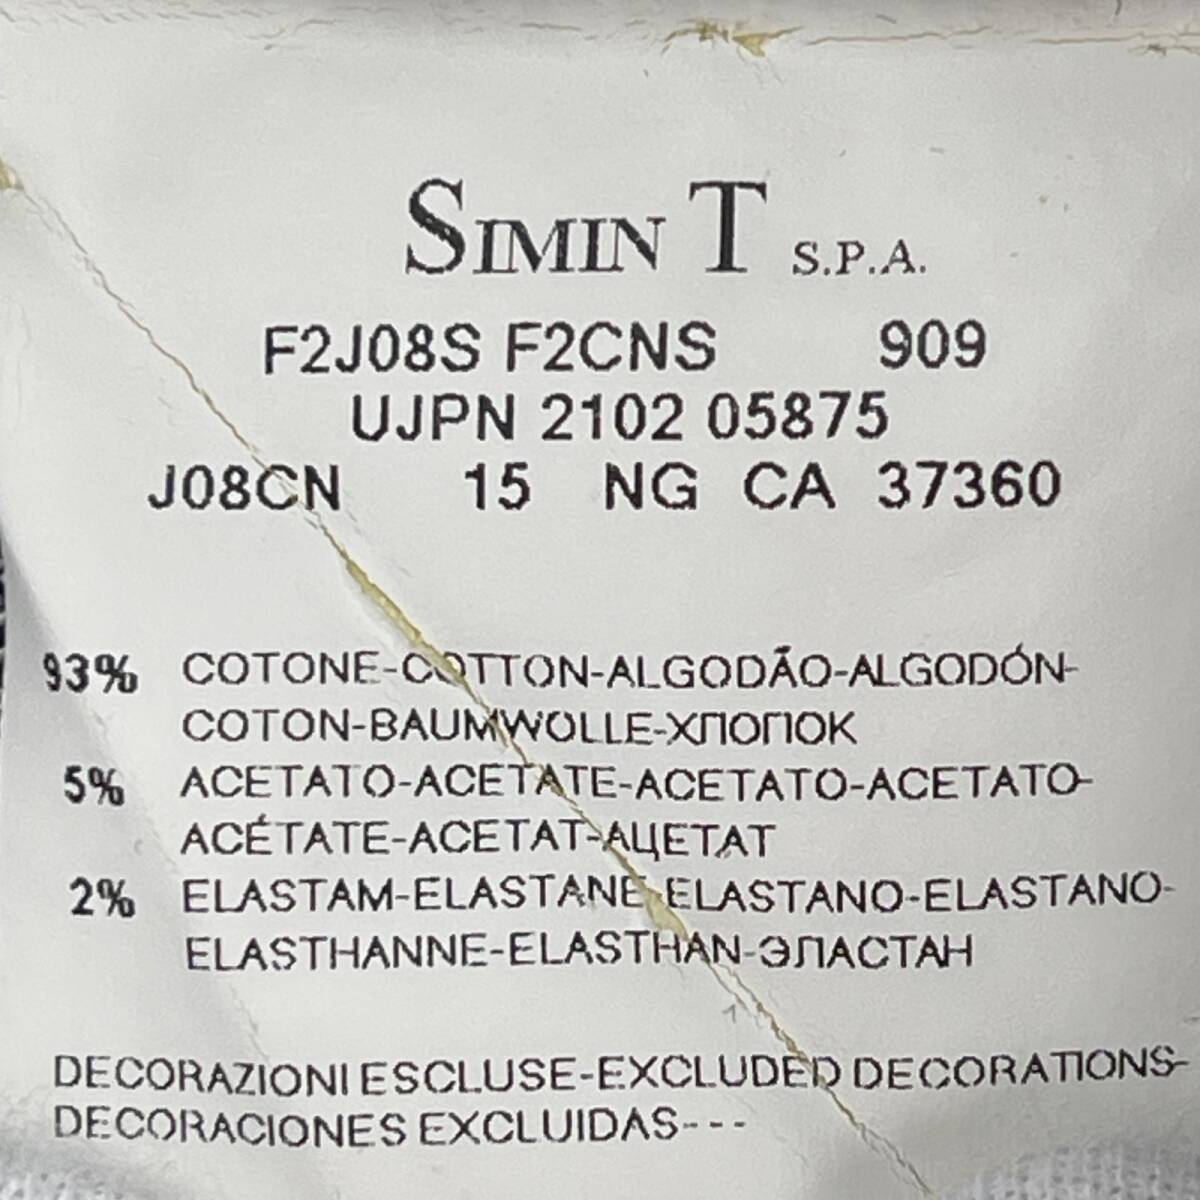 SIMIN T S.P.A.
F2J08S F2CNS 909
UJPN 2102 05875
J08CN 15 NG CA 37360
93% COTONE-COTTON-ALGODÃO-ALGODÓN-
COTON-BAUMWOLLE-ХЛОПОК
5% ACETATO-ACETATE-ACETATO-ACETATO-
ACÉTATE-ACETAT-АЦЕТАТ
2% ELASTAM-ELASTANE-ELASTANO-ELASTANO-
ELASTHANNE-ELASTHAN-ЭЛАСТАН
DECORAZIONI ESCLUSE-EXCLUDED DECORATIONS-
DECORACIONES EXCLUIDAS---